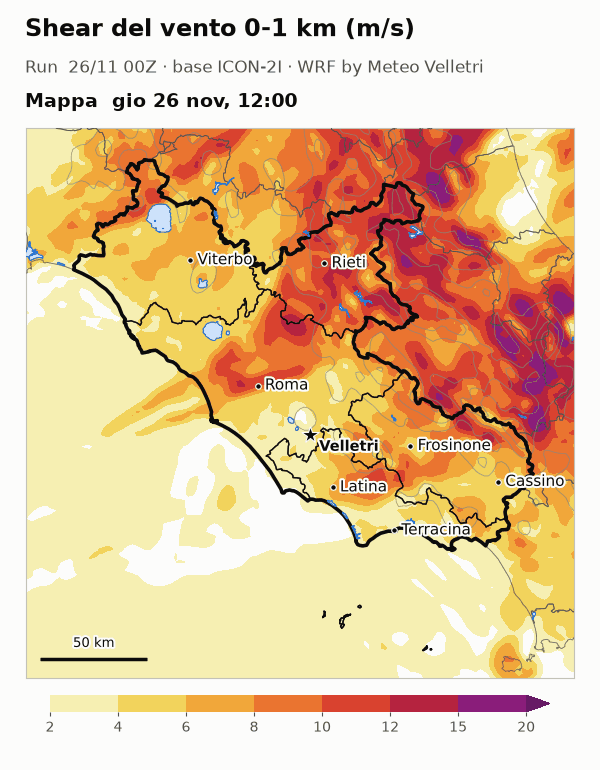 Shear del vento 0-1 km (m/s)
Run  26/11 00Z · base ICON-2I · WRF by Meteo Velletri
Mappa  gio 26 nov, 12:00
Viterbo
Rieti
Roma
Velletri
Frosinone
Latina
Cassino
Terracina
50 km
2 4 6 8 10 12 15 20